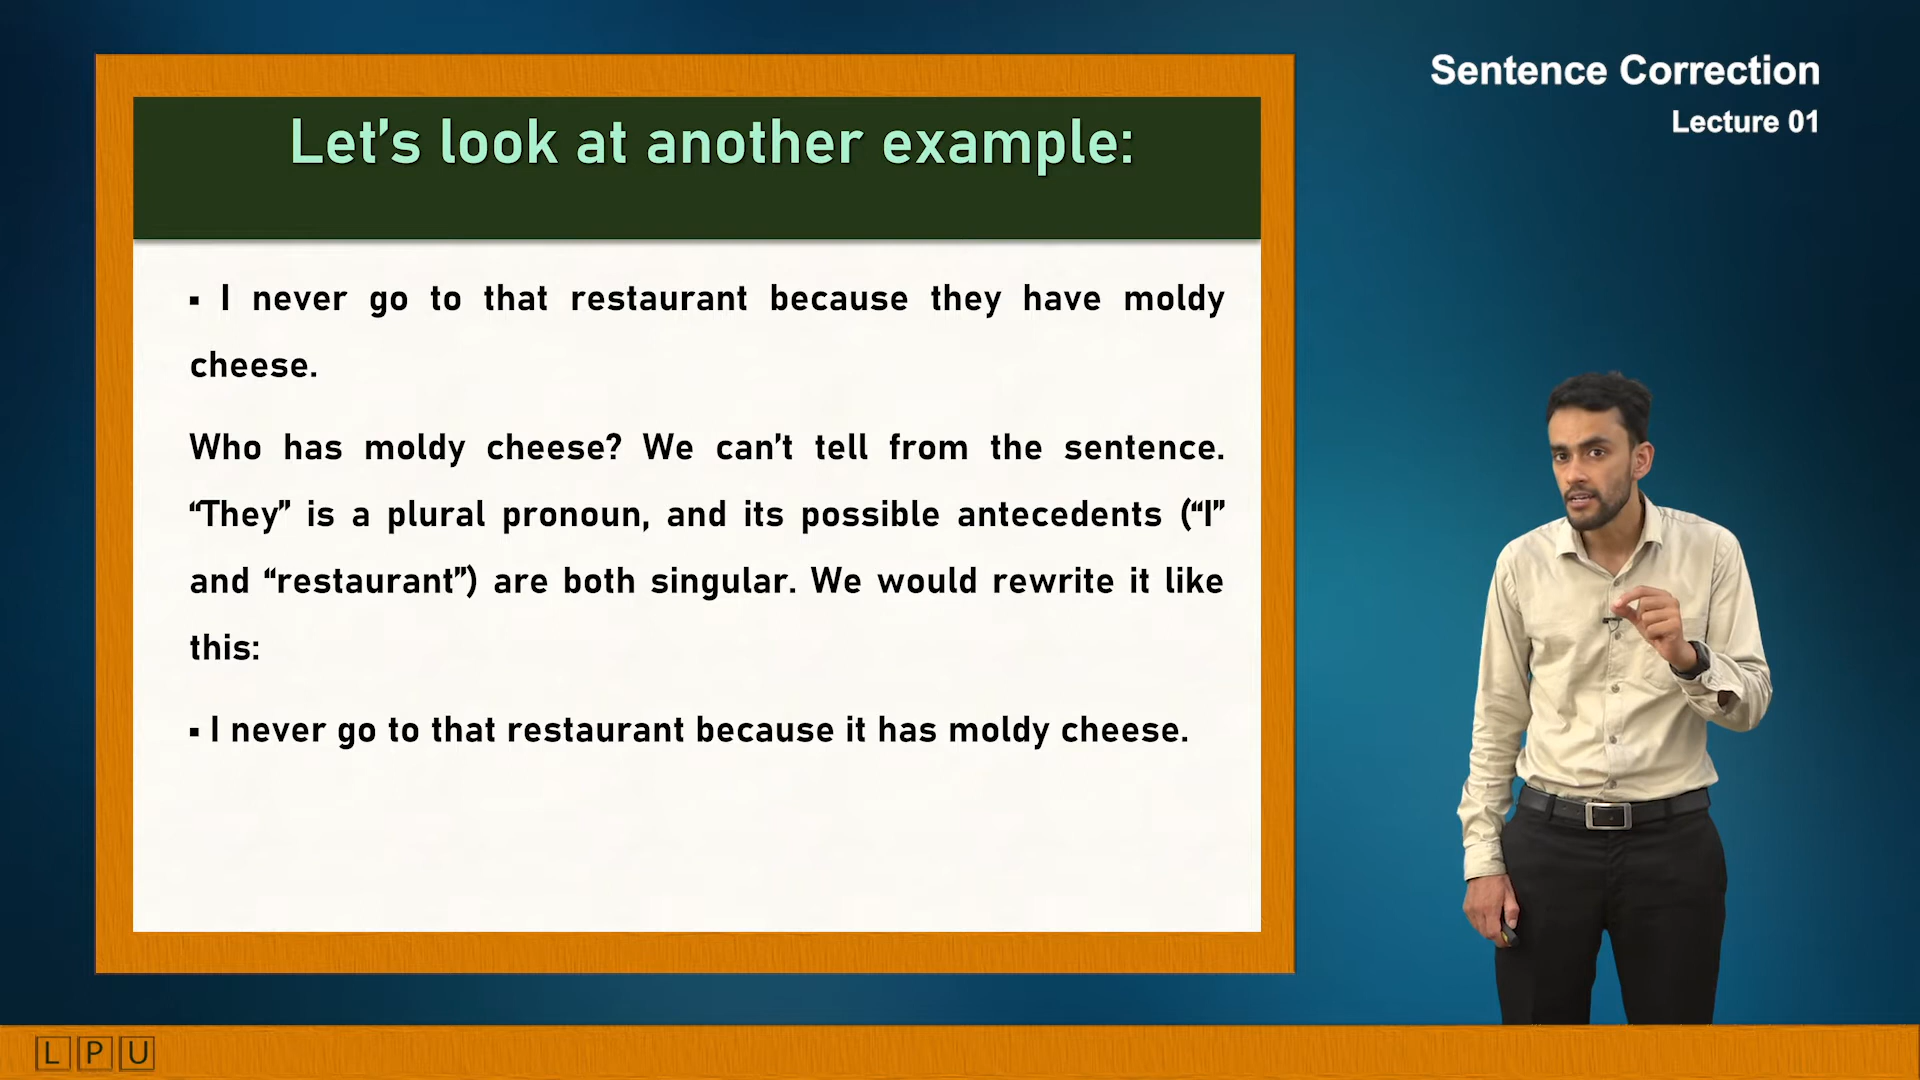 Sentence Correction
Lecture 01
Let's look at another example:
▪ I never go to that restaurant because they have moldy
cheese.
Who has moldy cheese? We can't tell from the sentence.
“They” is a plural pronoun, and its possible antecedents (“I”
and “restaurant”) are both singular. We would rewrite it like
this:
▪ I never go to that restaurant because it has moldy cheese.
L P U